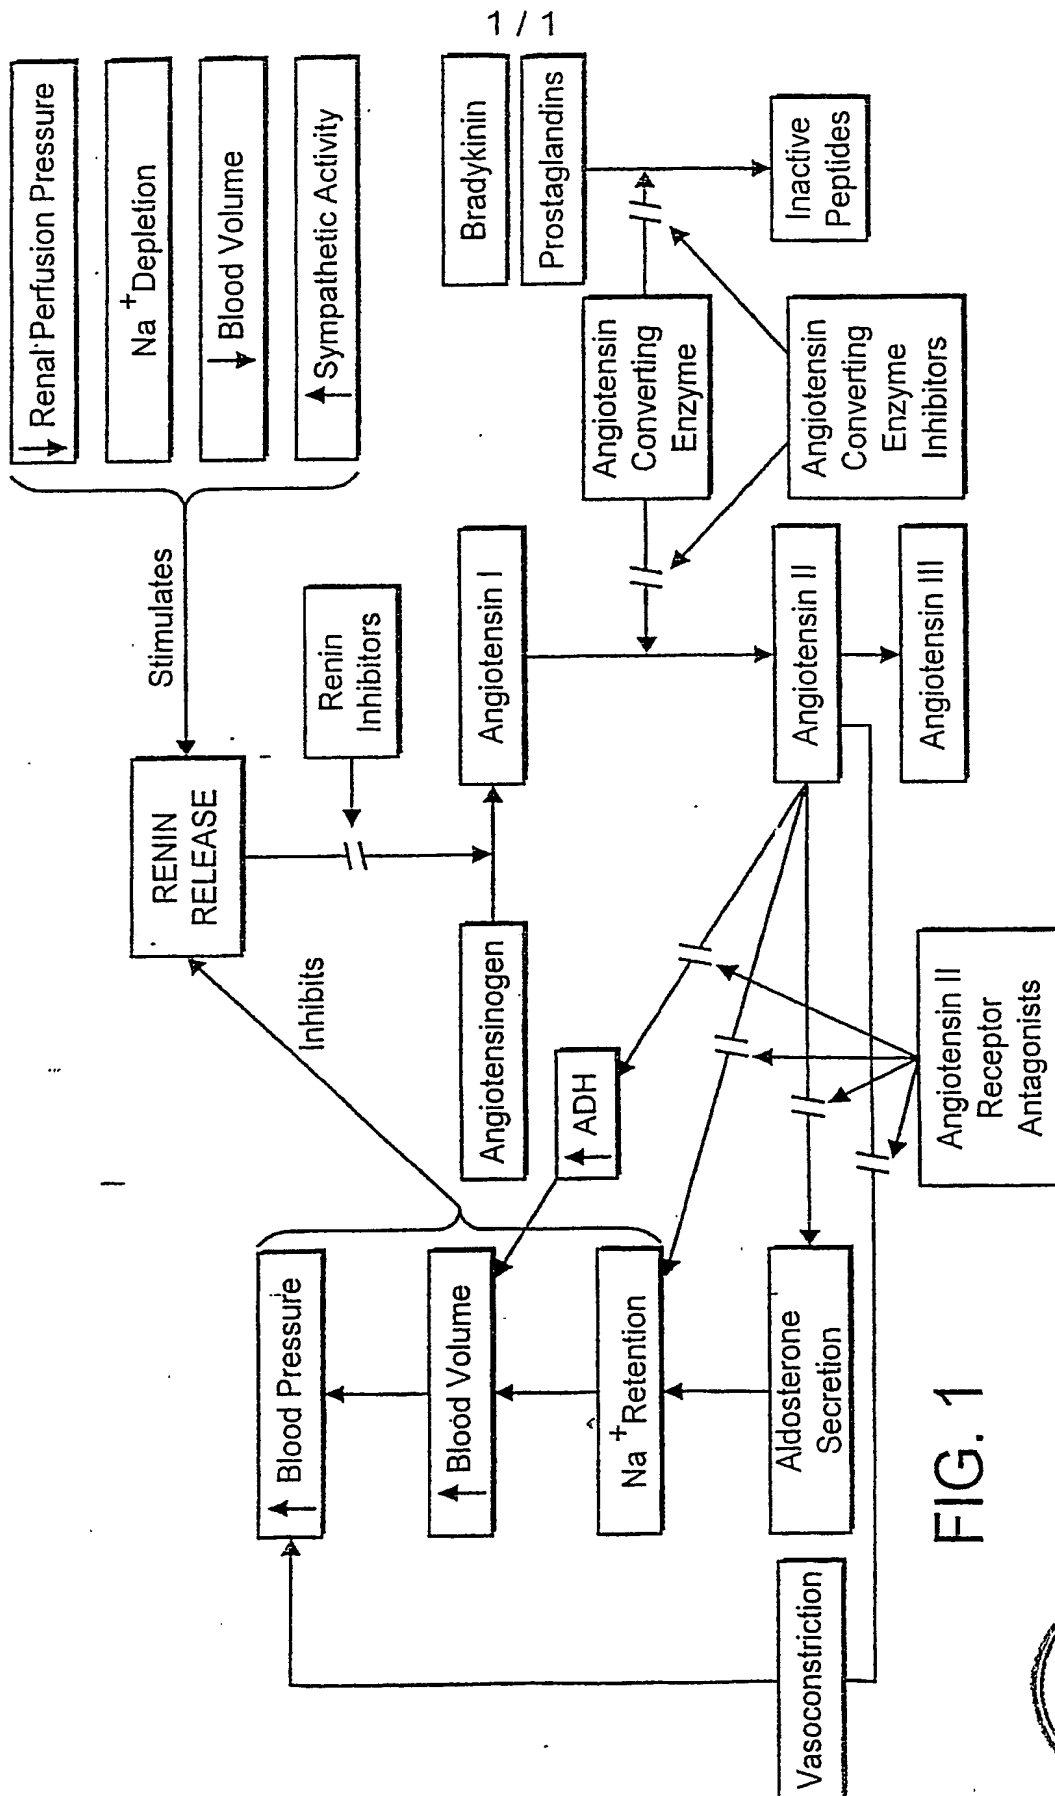 1 / 1
↓ Renal Perfusion Pressure
Na+ Depletion
↓ Blood Volume
↑ Sympathetic Activity
Stimulates
RENIN
RELEASE
Inhibits
Renin
Inhibitors
Angiotensinogen
Angiotensin I
Bradykinin
Prostaglandins
Angiotensin
Converting
Enzyme
Inactive
Peptides
Angiotensin
Converting
Enzyme
Inhibitors
Angiotensin II
Angiotensin III
↑ ADH
↑ Blood Pressure
↑ Blood Volume
Na+ Retention
Aldosterone
Secretion
Vasoconstriction
Angiotensin II
Receptor
Antagonists
FIG. 1